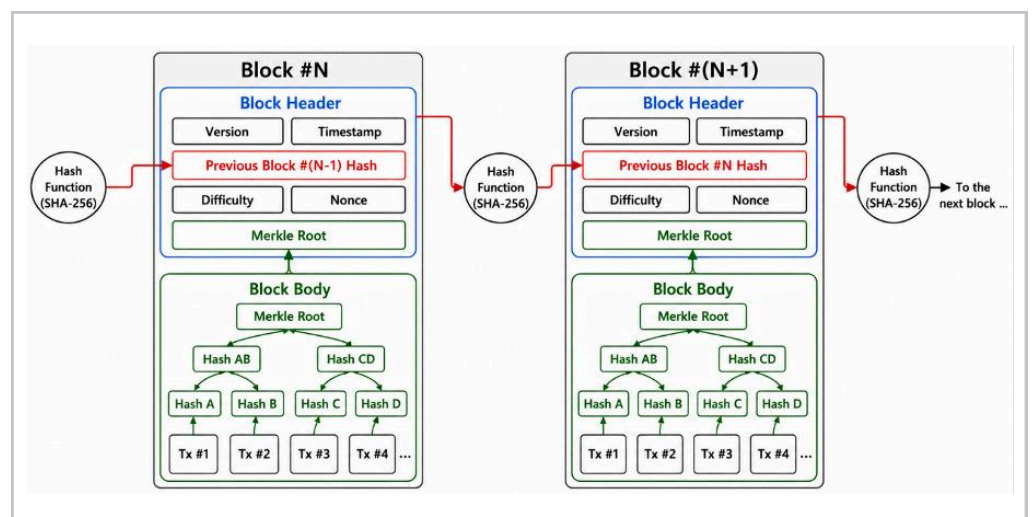 Hash
Function
(SHA-256)
Block #N
Block Header
Version
Timestamp
Previous Block #(N-1) Hash
Difficulty
Nonce
Merkle Root
Block Body
Merkle Root
Hash AB
Hash CD
Hash A
Hash B
Hash C
Hash D
Tx #1
Tx #2
Tx #3
Tx #4
...
Hash
Function
(SHA-256)
Block #(N+1)
Block Header
Version
Timestamp
Previous Block #N Hash
Difficulty
Nonce
Merkle Root
Block Body
Merkle Root
Hash AB
Hash CD
Hash A
Hash B
Hash C
Hash D
Tx #1
Tx #2
Tx #3
Tx #4
...
Hash
Function
(SHA-256)
To the
next block ...